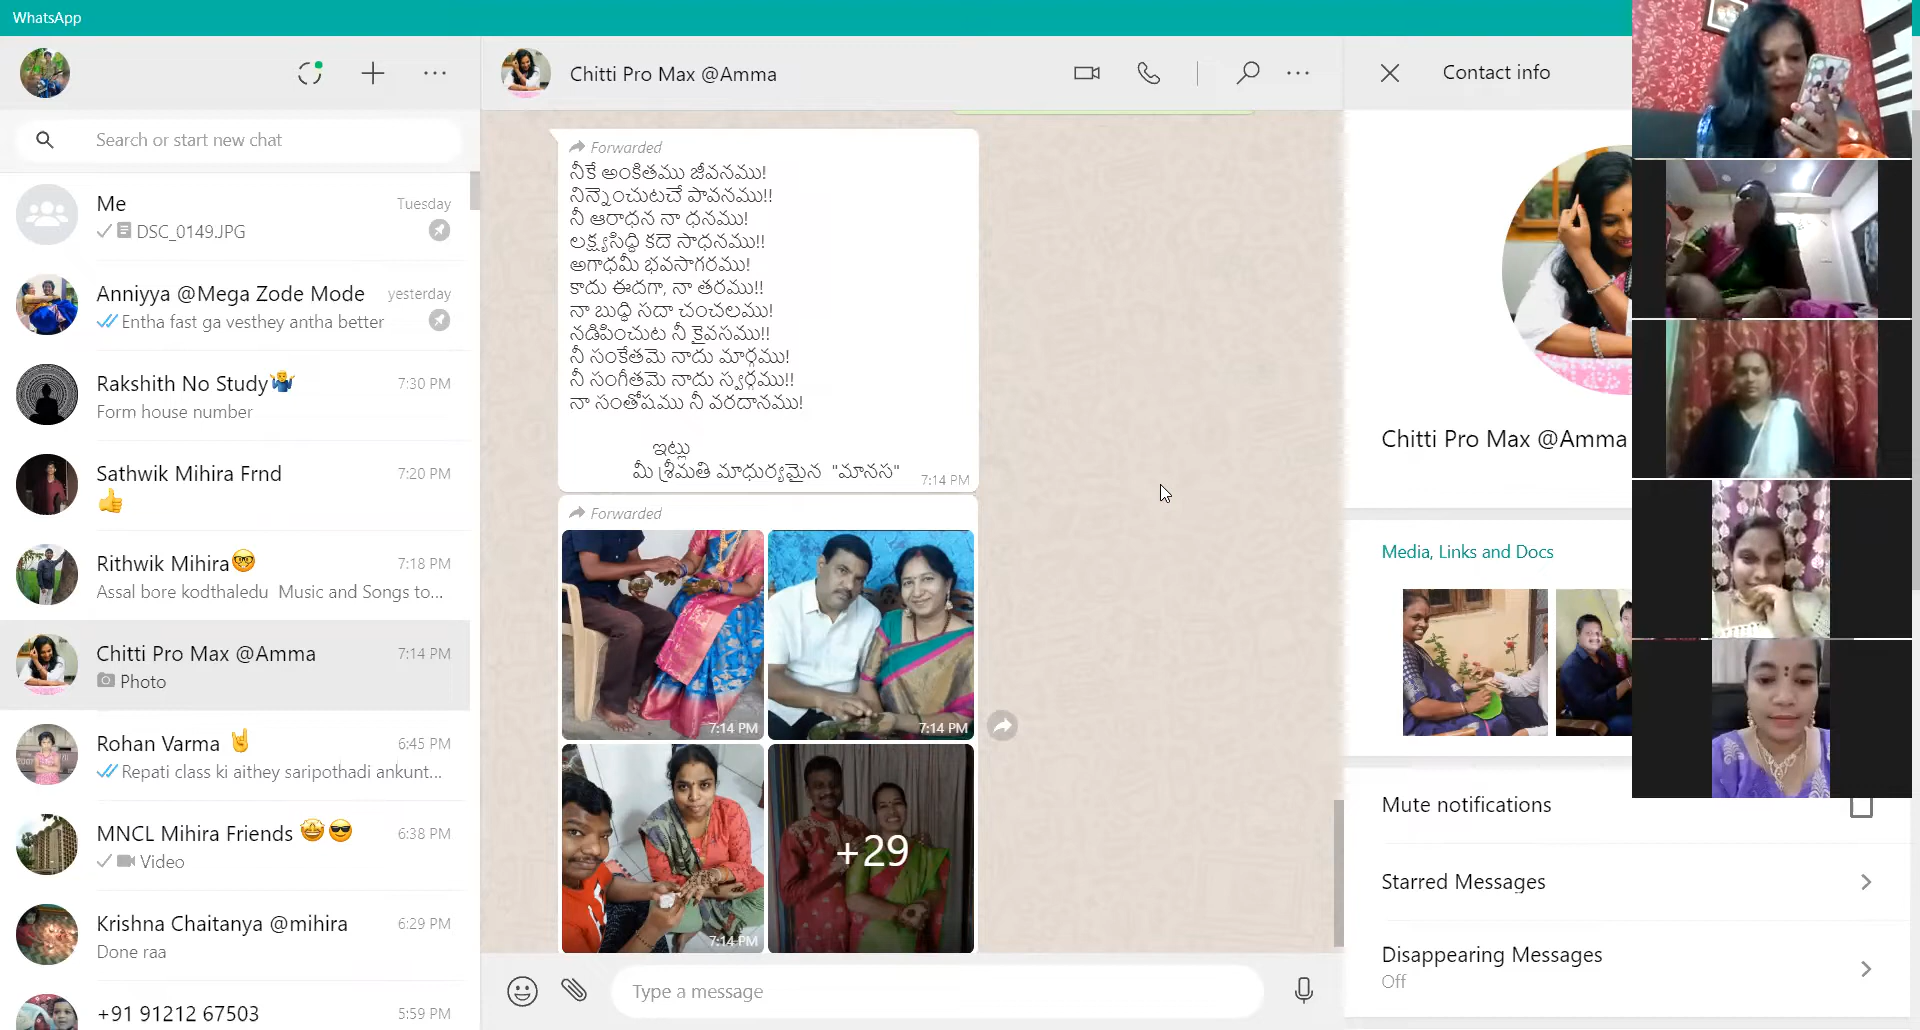 WhatsApp
Search or start new chat
Me
Tuesday
DSC_0149.JPG
Anniyya @Mega Zode Mode
yesterday
Entha fast ga vesthey antha better
Rakshith No Study🤷‍♂️
7:30 PM
Form house number
Sathwik Mihira Frnd
7:20 PM
👍
Rithwik Mihira🤓
7:18 PM
Assal bore kodthaledu Music and Songs to...
Chitti Pro Max @Amma
7:14 PM
Photo
Rohan Varma 🤘
6:45 PM
Repati class ki aithey saripothadi ankunt...
MNCL Mihira Friends 🤩😎
6:38 PM
Video
Krishna Chaitanya @mihira
6:29 PM
Done raa
+91 91212 67503
5:59 PM
Chitti Pro Max @Amma
Forwarded
నీకే అంకితము జీవనము!
నిన్నెంచుటచే పావనము!!
నీ ఆరాధన నా ధనము!
లక్ష్యసిద్ధి కదె సాధనము!!
అగాధమీ భవసాగరము!
కాదు ఈదగా, నా తరము!!
నా బుద్ధి సదా చంచలము!
నడిపించుట నీ కైవసము!!
నీ సంకేతమె నాదు మార్గము!
నీ సంగీతమె నాదు స్వర్గము!!
నా సంతోషము నీ వరదానము!
ఇట్లు
మీ శ్రీమతి మాధుర్యమైన "మానస"
7:14 PM
Forwarded
7:14 PM
7:14 PM
7:14 PM
+29
Type a message
Contact info
Chitti Pro Max @Amma
Media, Links and Docs
Mute notifications
Starred Messages
Disappearing Messages
Off